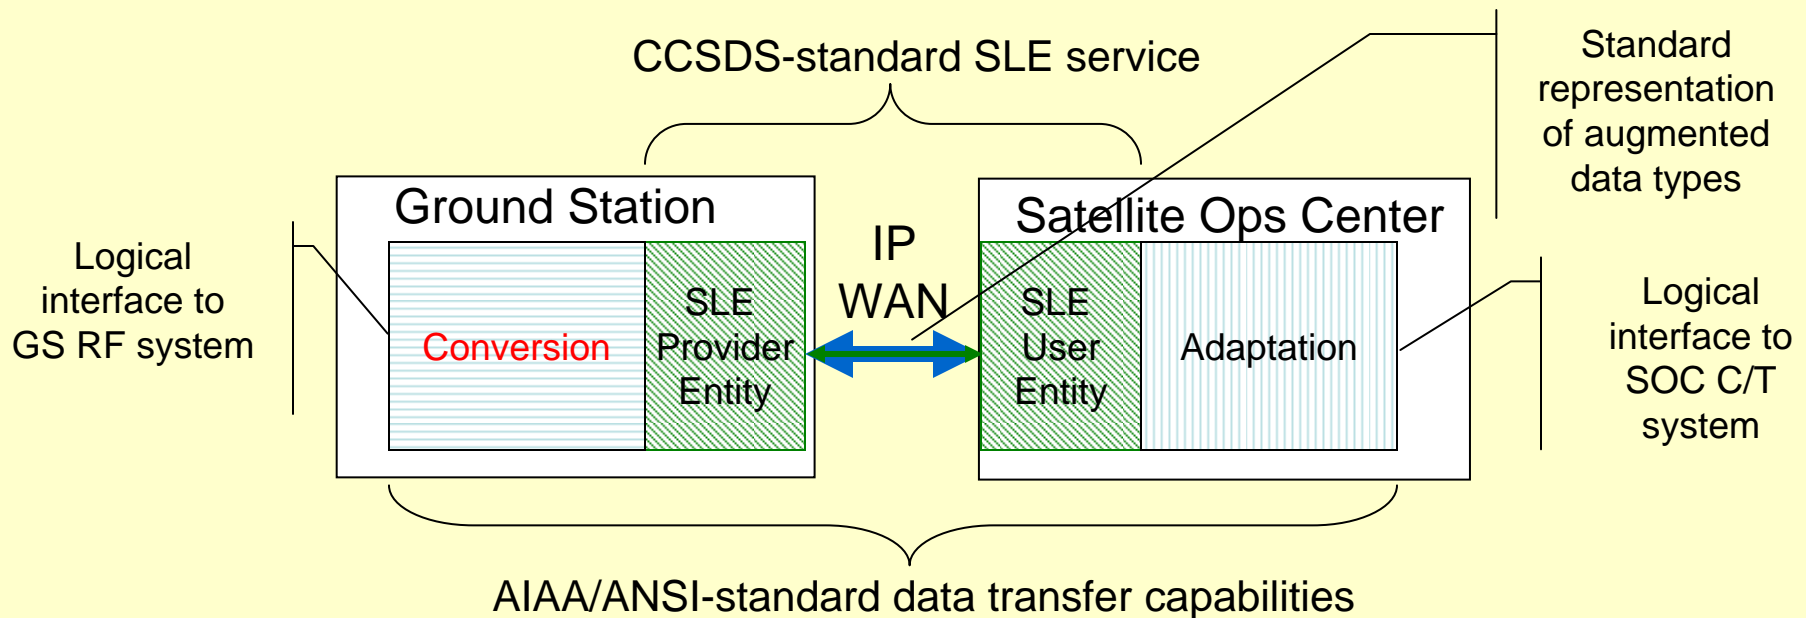 CCSDS-standard SLE service
Standard
representation
of augmented
data types
Ground Station
Satellite Ops Center
Logical
interface to
GS RF system
IP
WAN
Conversion
SLE
Provider
Entity
SLE
User
Entity
Adaptation
Logical
interface to
SOC C/T
system
AIAA/ANSI-standard data transfer capabilities